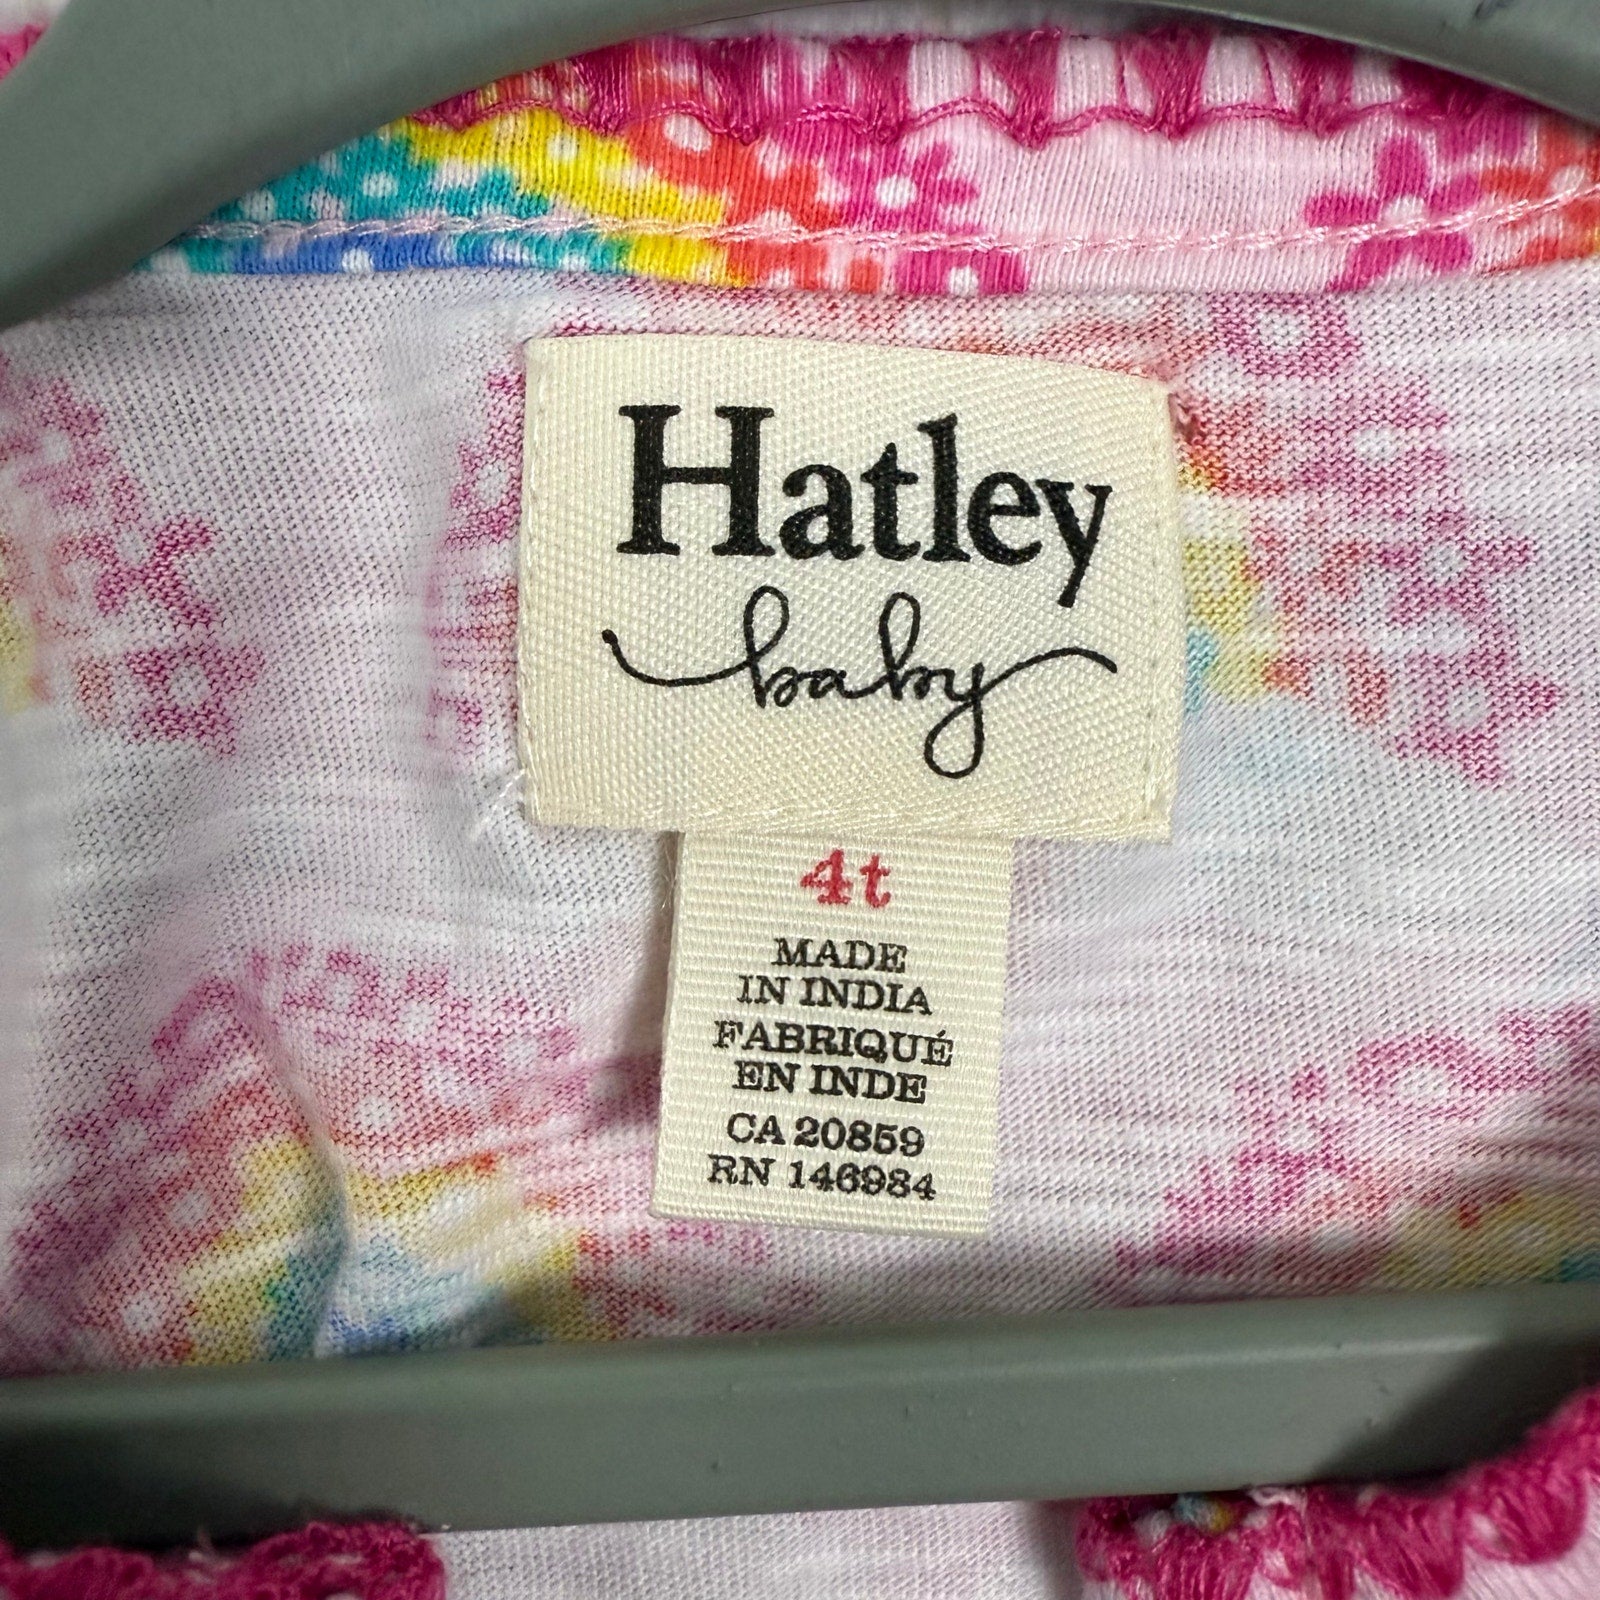 Hatley
baby
4t
MADE
IN INDIA
FABRIQUÉ
EN INDE
CA 20859
RN 146984